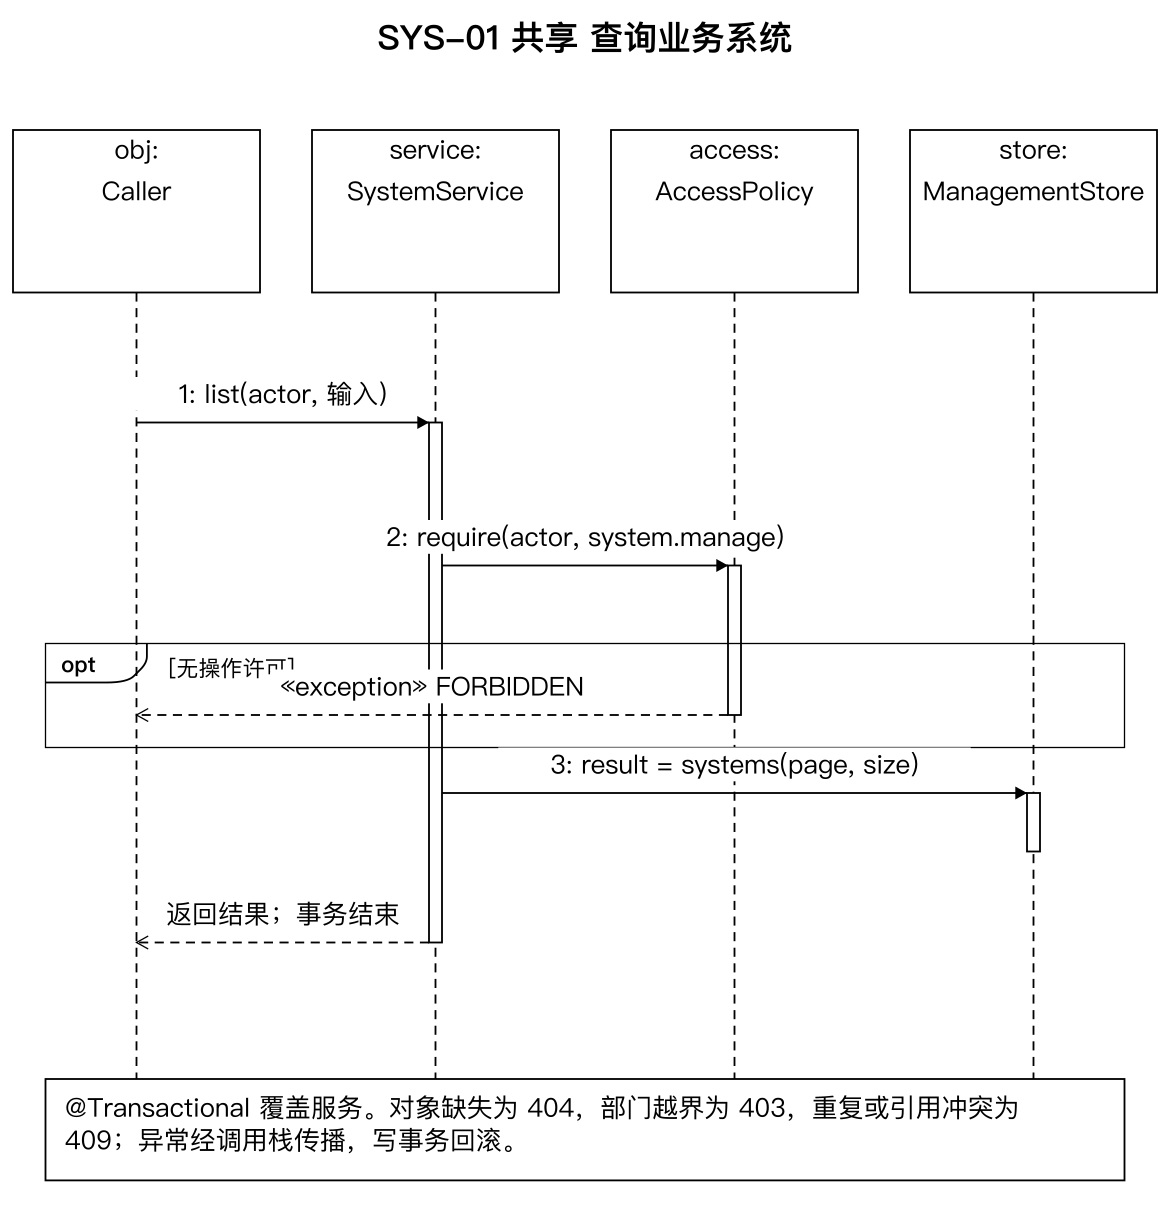 SYS-01 共享 查询业务系统
obj:
Caller
service:
SystemService
access:
AccessPolicy
store:
ManagementStore
1: list(actor, 输入)
2: require(actor, system.manage)
opt
[无操作许可]
«exception» FORBIDDEN
3: result = systems(page, size)
返回结果；事务结束
@Transactional 覆盖服务。对象缺失为 404，部门越界为 403，重复或引用冲突为
409；异常经调用栈传播，写事务回滚。